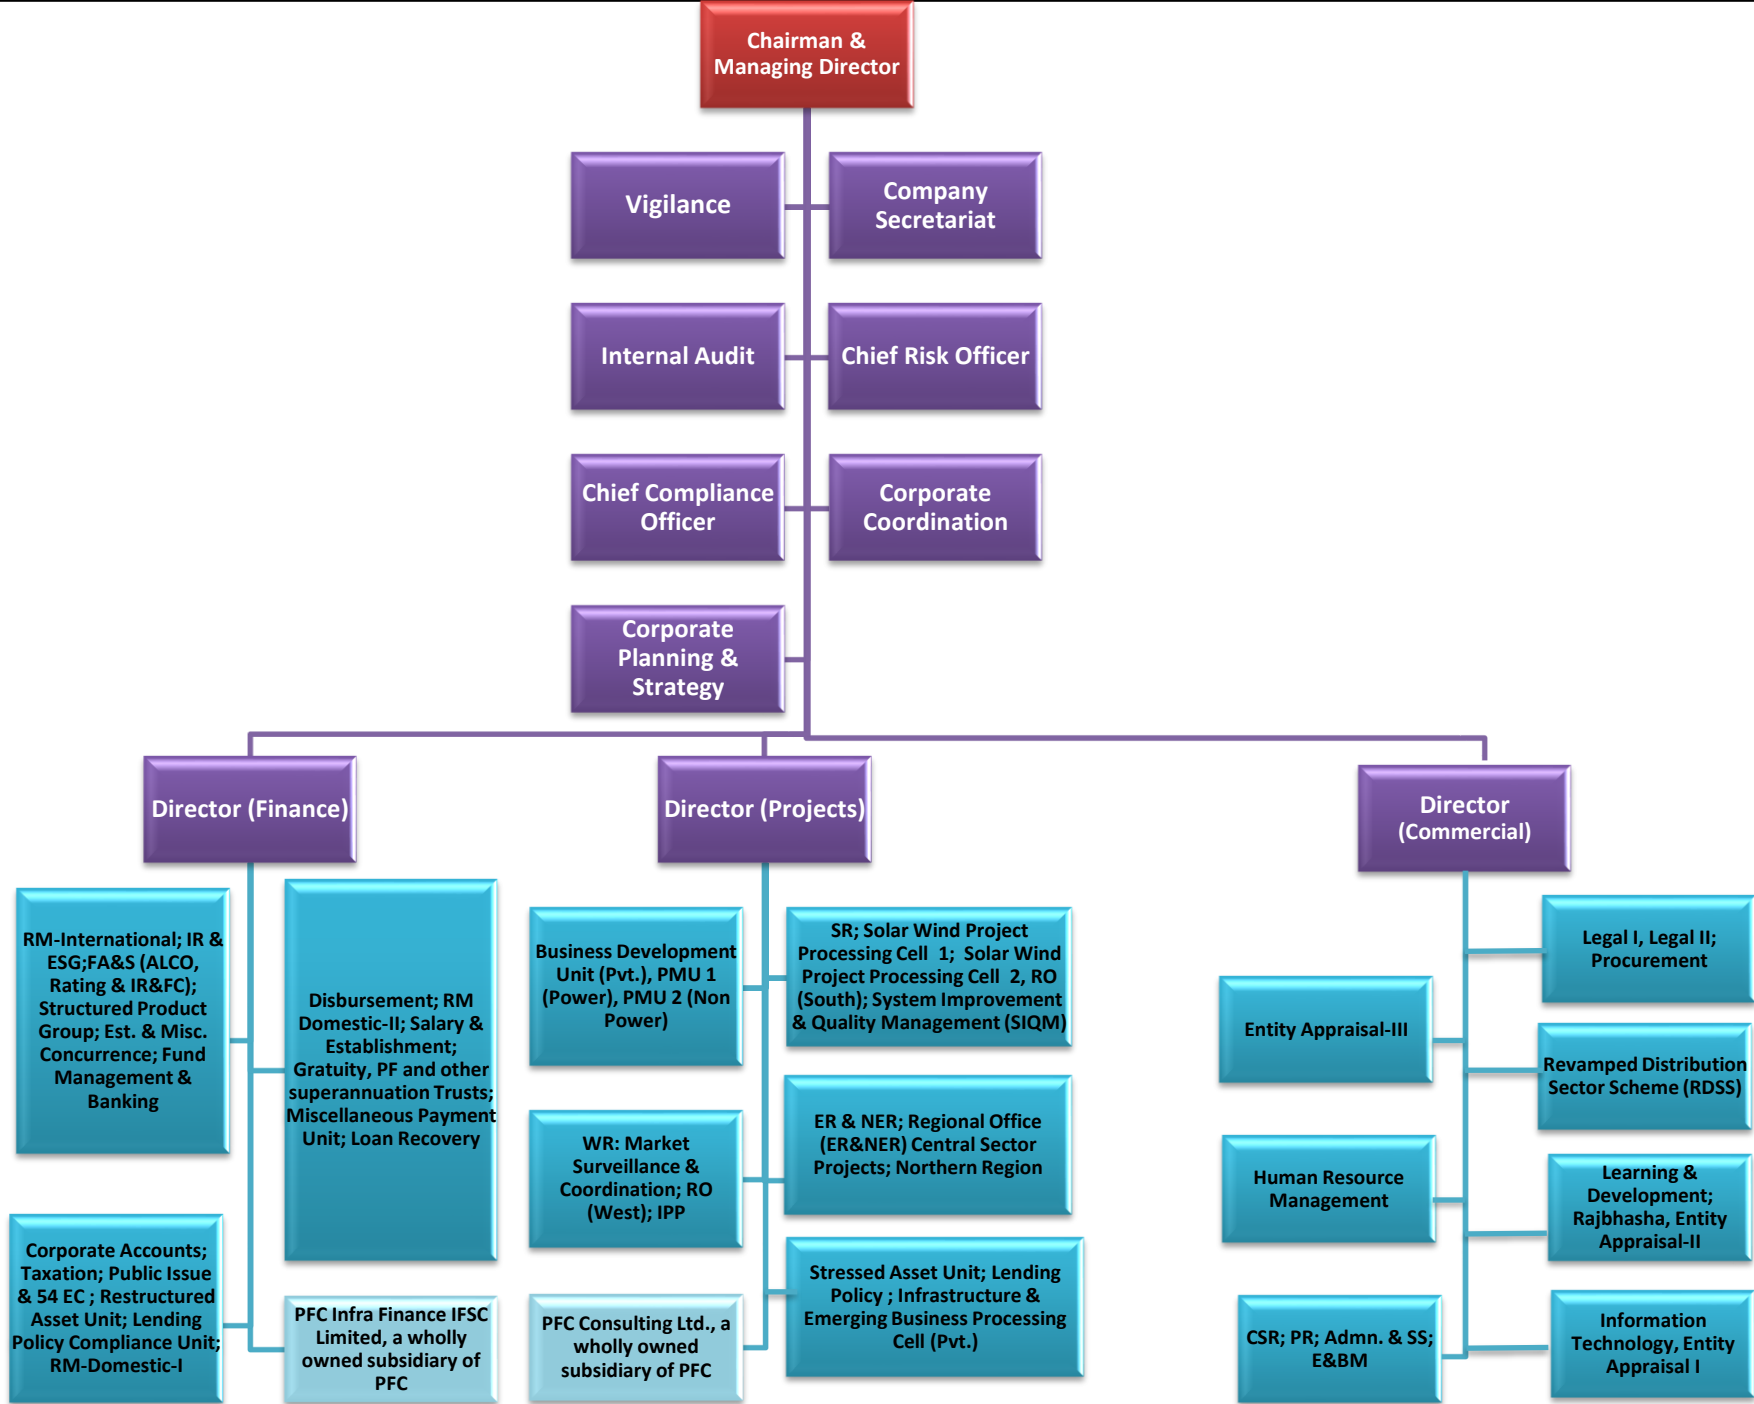 Chairman &
Managing Director
Vigilance
Company
Secretariat
Internal Audit
Chief Risk Officer
Chief Compliance
Officer
Corporate
Coordination
Corporate
Planning &
Strategy
Director (Finance)
Director (Projects)
Director
(Commercial)
RM-International; IR &
ESG;FA&S (ALCO,
Rating & IR&FC);
Structured Product
Group; Est. & Misc.
Concurrence; Fund
Management &
Banking
Disbursement; RM
Domestic-II; Salary &
Establishment;
Gratuity, PF and other
superannuation Trusts;
Miscellaneous Payment
Unit; Loan Recovery
Corporate Accounts;
Taxation; Public Issue
& 54 EC ; Restructured
Asset Unit; Lending
Policy Compliance Unit;
RM-Domestic-I
PFC Infra Finance IFSC
Limited, a wholly
owned subsidiary of
PFC
Business Development
Unit (Pvt.), PMU 1
(Power), PMU 2 (Non
Power)
SR; Solar Wind Project
Processing Cell 1; Solar Wind
Project Processing Cell 2, RO
(South); System Improvement
& Quality Management (SIQM)
WR: Market
Surveillance &
Coordination; RO
(West); IPP
ER & NER; Regional Office
(ER&NER) Central Sector
Projects; Northern Region
PFC Consulting Ltd., a
wholly owned
subsidiary of PFC
Stressed Asset Unit; Lending
Policy ; Infrastructure &
Emerging Business Processing
Cell (Pvt.)
Legal I, Legal II;
Procurement
Entity Appraisal-III
Revamped Distribution
Sector Scheme (RDSS)
Human Resource
Management
Learning &
Development;
Rajbhasha, Entity
Appraisal-II
CSR; PR; Admn. & SS;
E&BM
Information
Technology, Entity
Appraisal I